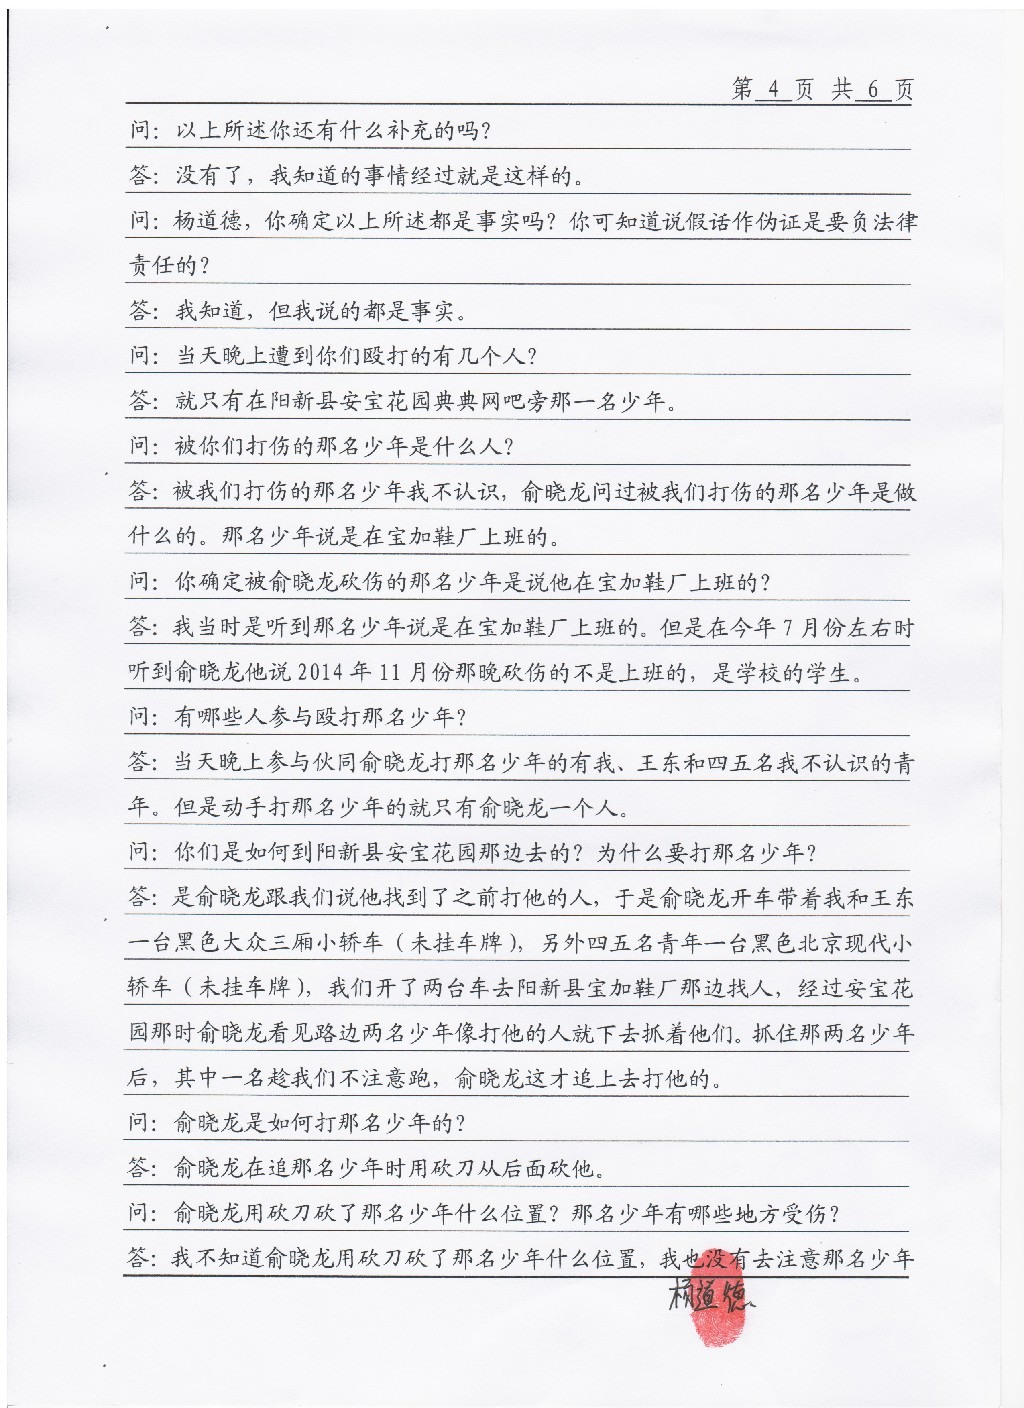 第 4 页 共 6 页
问：以上所述你还有什么补充的吗？
答：没有了，我知道的事情经过就是这样的。
问：杨道德，你确定以上所述都是事实吗？你可知道说假话作伪证是要负法律
责任的？
答：我知道，但我说的都是事实。
问：当天晚上遭到你们殴打的有几个人？
答：就只有在阳新县安宝花园典典网吧旁那一名少年。
问：被你们打伤的那名少年是什么人？
答：被我们打伤的那名少年我不认识，俞晓龙问过被我们打伤的那名少年是做
什么的。那名少年说是在宝加鞋厂上班的。
问：你确定被俞晓龙砍伤的那名少年是说他在宝加鞋厂上班的？
答：我当时是听到那名少年说是在宝加鞋厂上班的。但是在今年 7 月份左右时
听到俞晓龙他说 2014 年 11 月份那晚砍伤的不是上班的，是学校的学生。
问：有哪些人参与殴打那名少年？
答：当天晚上参与伙同俞晓龙打那名少年的有我、王东和四五名我不认识的青
年。但是动手打那名少年的就只有俞晓龙一个人。
问：你们是如何到阳新县安宝花园那边去的？为什么要打那名少年？
答：是俞晓龙跟我们说他找到了之前打他的人，于是俞晓龙开车带着我和王东
一台黑色大众三厢小轿车（未挂车牌），另外四五名青年一台黑色北京现代小
轿车（未挂车牌），我们开了两台车去阳新县宝加鞋厂那边找人，经过安宝花
园那时俞晓龙看见路边两名少年像打他的人就下去抓着他们。抓住那两名少年
后，其中一名趁我们不注意跑，俞晓龙这才追上去打他的。
问：俞晓龙是如何打那名少年的？
答：俞晓龙在追那名少年时用砍刀从后面砍他。
问：俞晓龙用砍刀砍了那名少年什么位置？那名少年有哪些地方受伤？
答：我不知道俞晓龙用砍刀砍了那名少年什么位置，我也没有去注意那名少年
杨道德